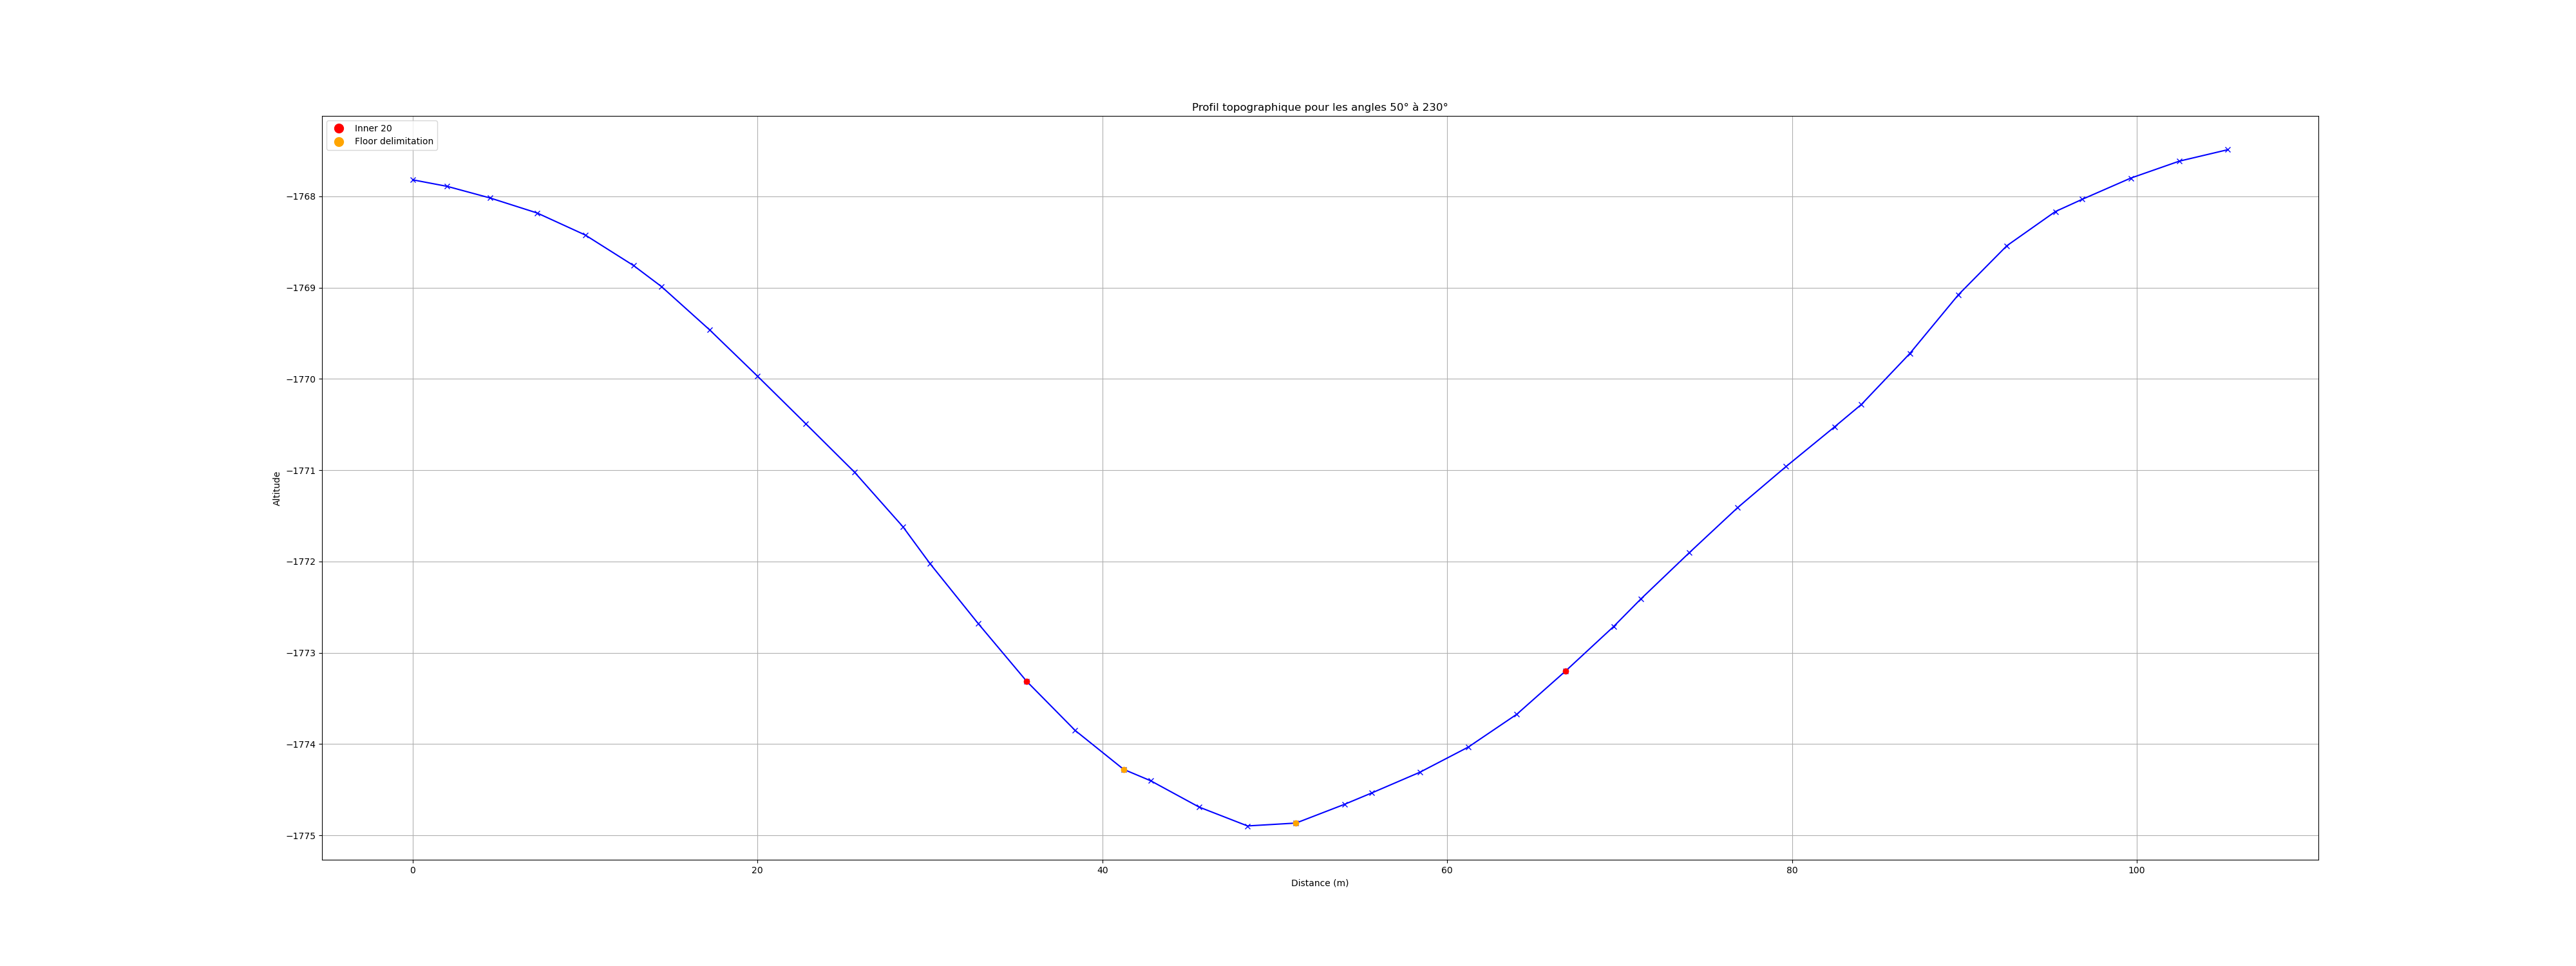 Profil topographique pour les angles 50° à 230°
Inner 20
Floor delimitation
−1768
−1769
−1770
−1771
−1772
−1773
−1774
−1775
Altitude
0 20 40 60 80 100
Distance (m)